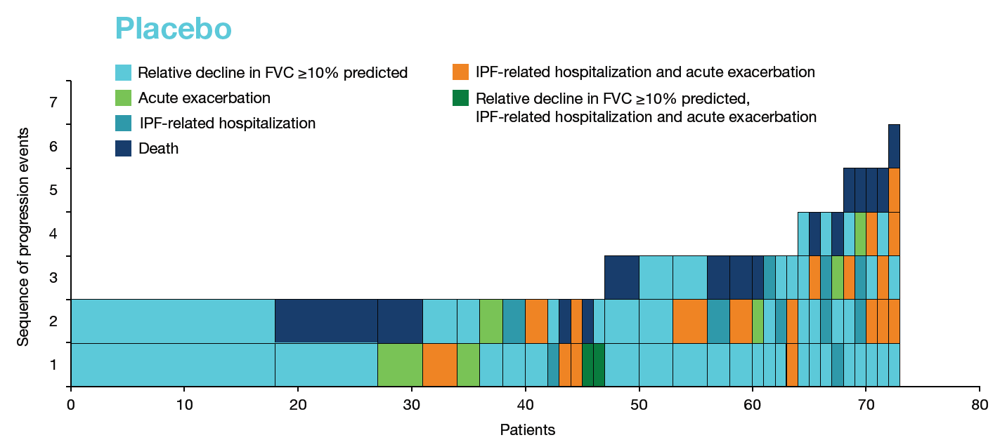 Placebo
Relative decline in FVC ≥10% predicted
Acute exacerbation
IPF-related hospitalization
Death
IPF-related hospitalization and acute exacerbation
Relative decline in FVC ≥10% predicted,
IPF-related hospitalization and acute exacerbation
Sequence of progression events
7
6
5
4
3
2
1
0 10 20 30 40 50 60 70 80
Patients